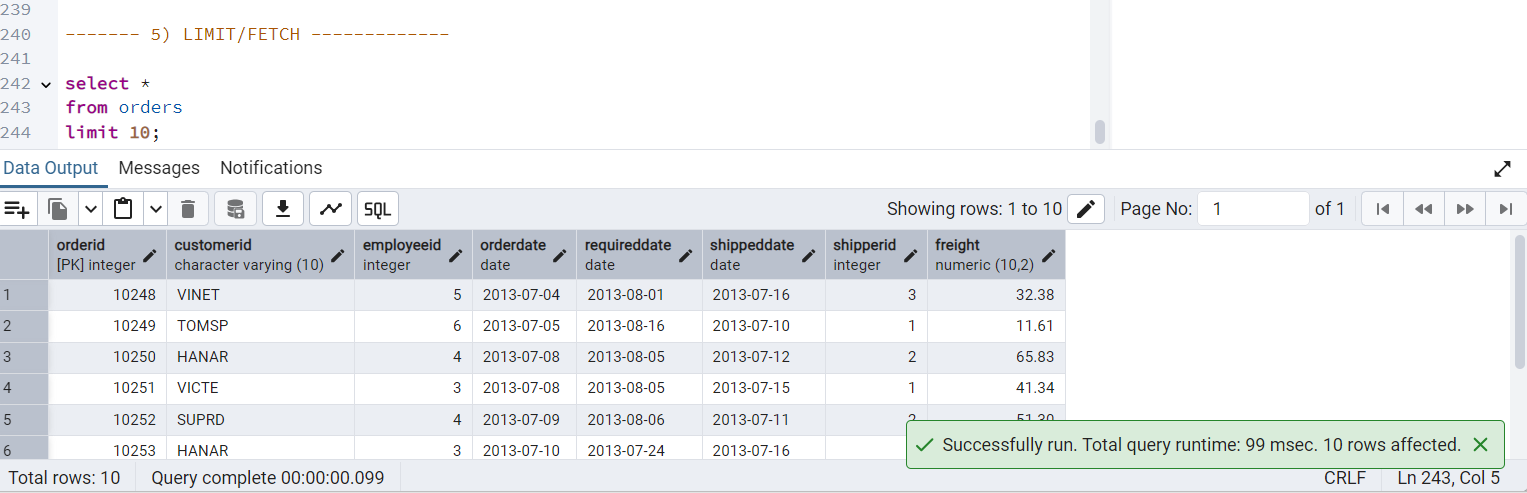 239
240 ------- 5) LIMIT/FETCH -------------
241
242 select *
243 from orders
244 limit 10;
Data Output Messages Notifications
SQL Showing rows: 1 to 10 Page No: 1 of 1
orderid customerid employeeid orderdate requireddate shippeddate shipperid freight
[PK] integer character varying (10) integer date date date integer numeric (10,2)
1 10248 VINET 5 2013-07-04 2013-08-01 2013-07-16 3 32.38
2 10249 TOMSP 6 2013-07-05 2013-08-16 2013-07-10 1 11.61
3 10250 HANAR 4 2013-07-08 2013-08-05 2013-07-12 2 65.83
4 10251 VICTE 3 2013-07-08 2013-08-05 2013-07-15 1 41.34
5 10252 SUPRD 4 2013-07-09 2013-08-06 2013-07-11 2 51.30
6 10253 HANAR 3 2013-07-10 2013-07-24 2013-07-16
Successfully run. Total query runtime: 99 msec. 10 rows affected.
Total rows: 10 Query complete 00:00:00.099 CRLF Ln 243, Col 5